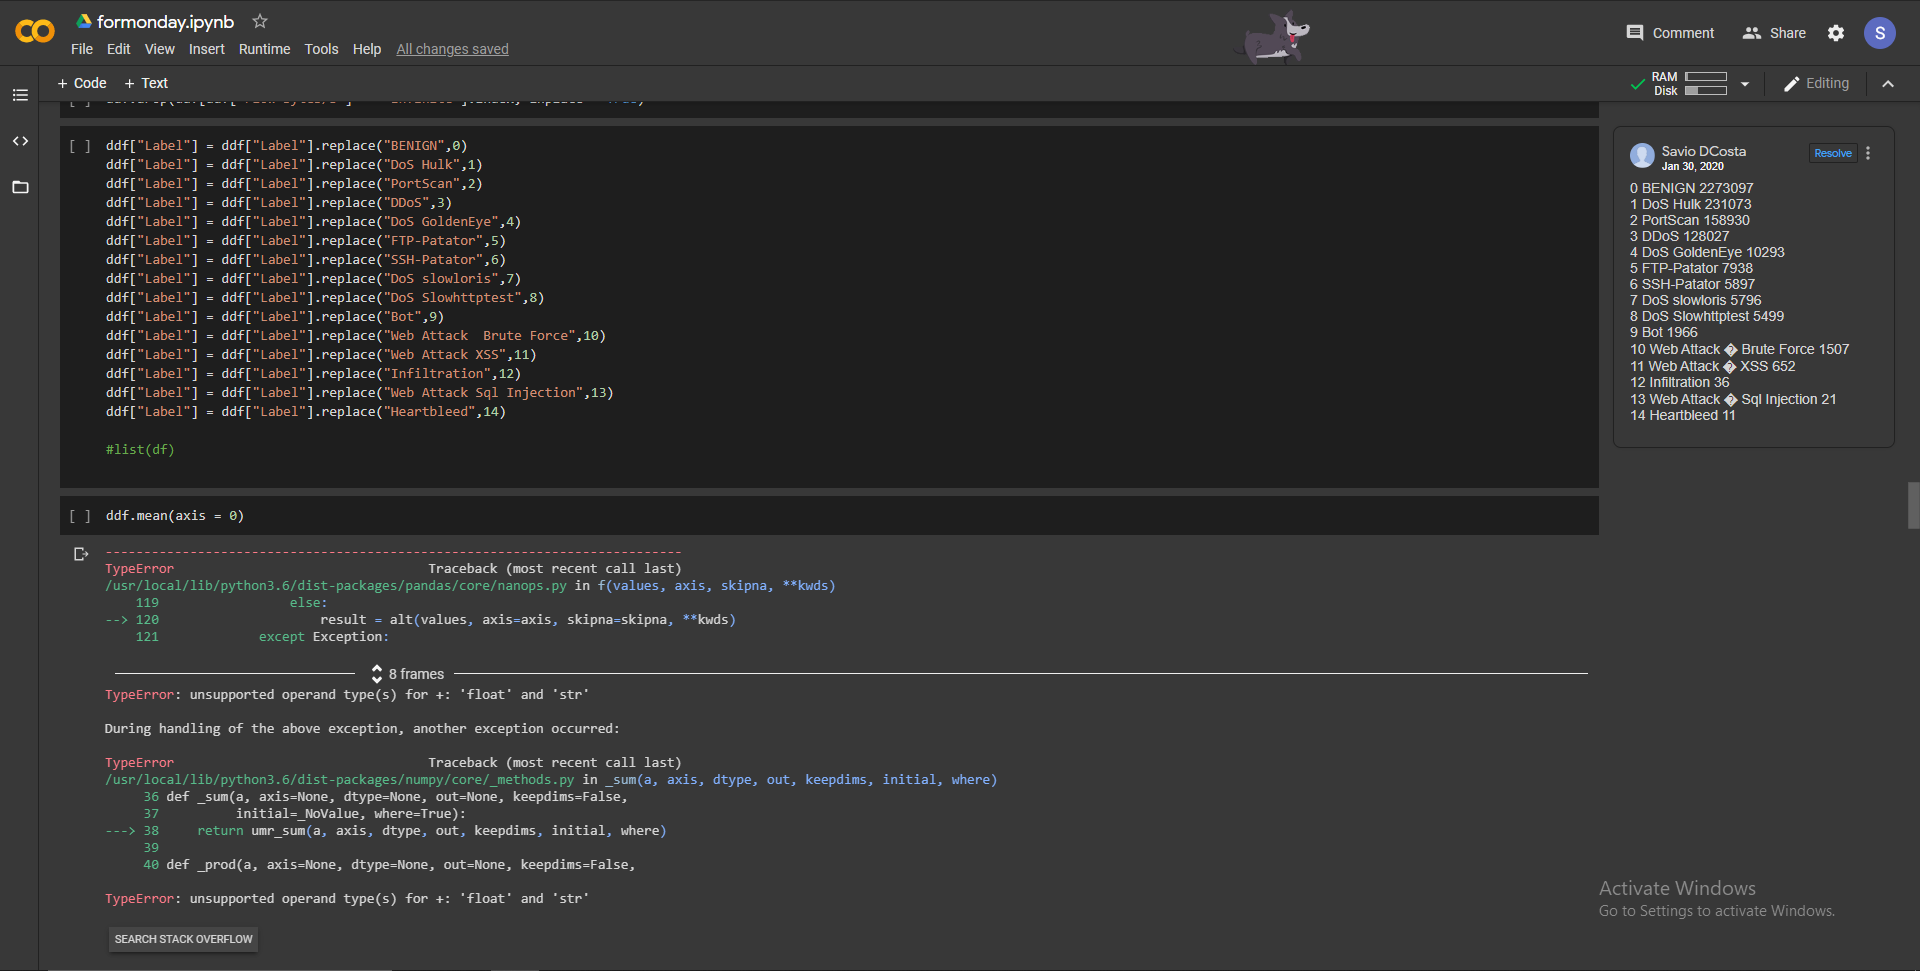 formonday.ipynb
File Edit View Insert Runtime Tools Help All changes saved
Comment Share S
+ Code + Text
RAM
Disk
Editing
[ ] ddf["Label"] = ddf["Label"].replace("BENIGN",0)
ddf["Label"] = ddf["Label"].replace("DoS Hulk",1)
ddf["Label"] = ddf["Label"].replace("PortScan",2)
ddf["Label"] = ddf["Label"].replace("DDoS",3)
ddf["Label"] = ddf["Label"].replace("DoS GoldenEye",4)
ddf["Label"] = ddf["Label"].replace("FTP-Patator",5)
ddf["Label"] = ddf["Label"].replace("SSH-Patator",6)
ddf["Label"] = ddf["Label"].replace("DoS slowloris",7)
ddf["Label"] = ddf["Label"].replace("DoS Slowhttptest",8)
ddf["Label"] = ddf["Label"].replace("Bot",9)
ddf["Label"] = ddf["Label"].replace("Web Attack  Brute Force",10)
ddf["Label"] = ddf["Label"].replace("Web Attack XSS",11)
ddf["Label"] = ddf["Label"].replace("Infiltration",12)
ddf["Label"] = ddf["Label"].replace("Web Attack Sql Injection",13)
ddf["Label"] = ddf["Label"].replace("Heartbleed",14)
#list(df)
[ ] ddf.mean(axis = 0)
---------------------------------------------------------------------------
TypeError                                 Traceback (most recent call last)
/usr/local/lib/python3.6/dist-packages/pandas/core/nanops.py in f(values, axis, skipna, **kwds)
119                 else:
--> 120                     result = alt(values, axis=axis, skipna=skipna, **kwds)
121             except Exception:
8 frames
TypeError: unsupported operand type(s) for +: 'float' and 'str'
During handling of the above exception, another exception occurred:
TypeError                                 Traceback (most recent call last)
/usr/local/lib/python3.6/dist-packages/numpy/core/_methods.py in _sum(a, axis, dtype, out, keepdims, initial, where)
36 def _sum(a, axis=None, dtype=None, out=None, keepdims=False,
37          initial=_NoValue, where=True):
---> 38     return umr_sum(a, axis, dtype, out, keepdims, initial, where)
39
40 def _prod(a, axis=None, dtype=None, out=None, keepdims=False,
TypeError: unsupported operand type(s) for +: 'float' and 'str'
SEARCH STACK OVERFLOW
Savio DCosta
Jan 30, 2020
Resolve
0 BENIGN 2273097
1 DoS Hulk 231073
2 PortScan 158930
3 DDoS 128027
4 DoS GoldenEye 10293
5 FTP-Patator 7938
6 SSH-Patator 5897
7 DoS slowloris 5796
8 DoS Slowhttptest 5499
9 Bot 1966
10 Web Attack � Brute Force 1507
11 Web Attack � XSS 652
12 Infiltration 36
13 Web Attack � Sql Injection 21
14 Heartbleed 11
Activate Windows
Go to Settings to activate Windows.